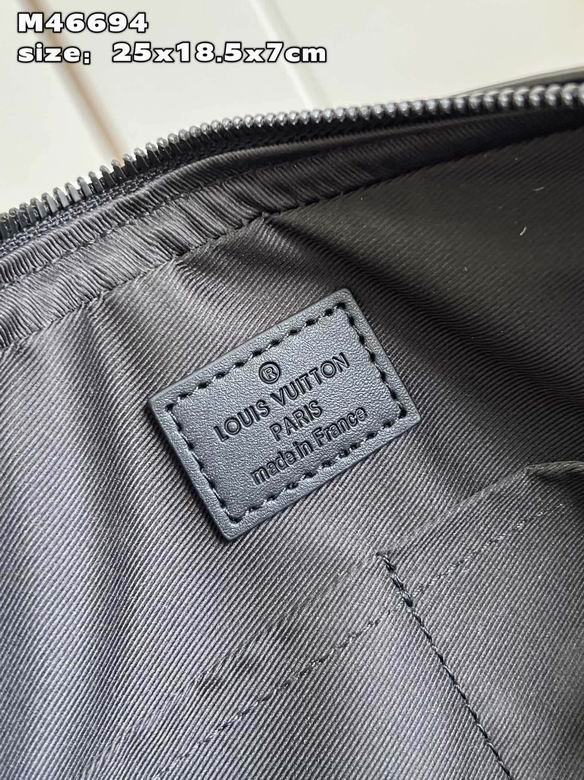 M46694
size: 25x18.5x7cm
®
LOUIS VUITTON
PARIS
made in France